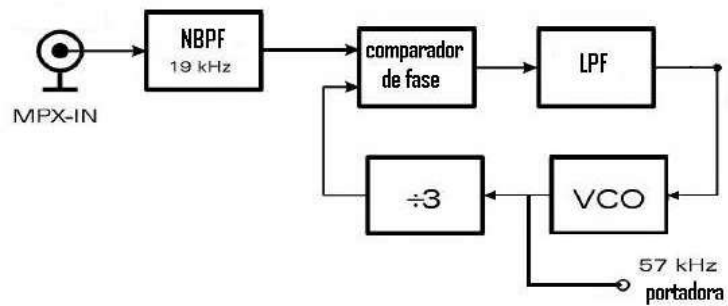 NBPF
19 kHz
MPX-IN
comparador
de fase
LPF
÷3
VCO
57 kHz
portadora